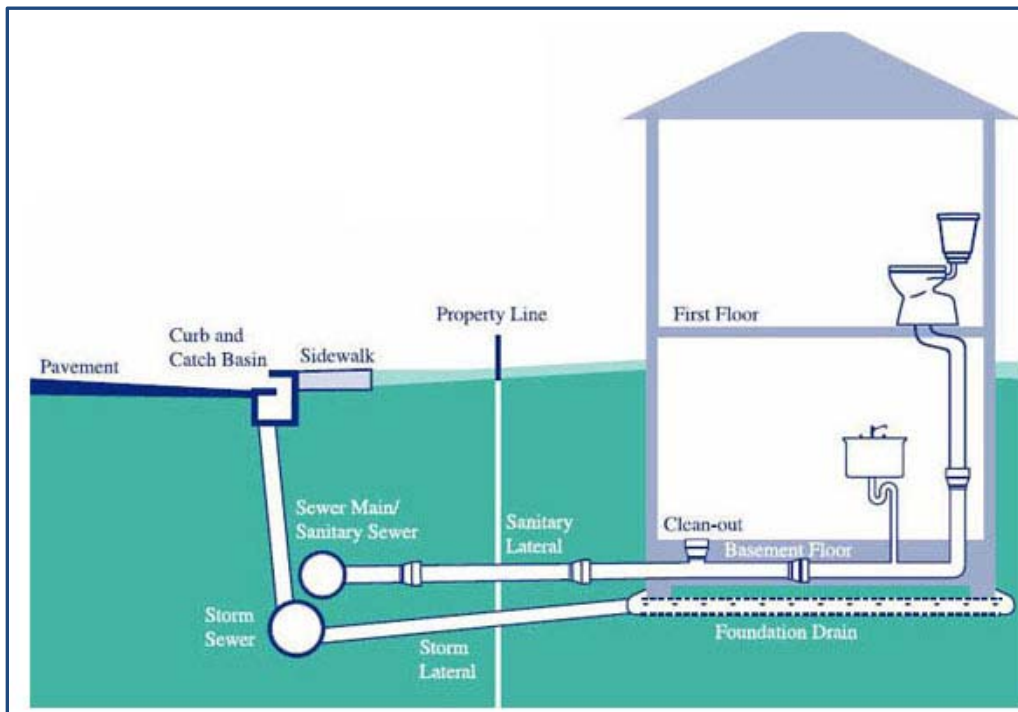 Property Line
First Floor
Curb and
Catch Basin
Sidewalk
Pavement
Sewer Main/
Sanitary Sewer
Sanitary
Lateral
Clean-out
Basement Floor
Storm
Sewer
Storm
Lateral
Foundation Drain